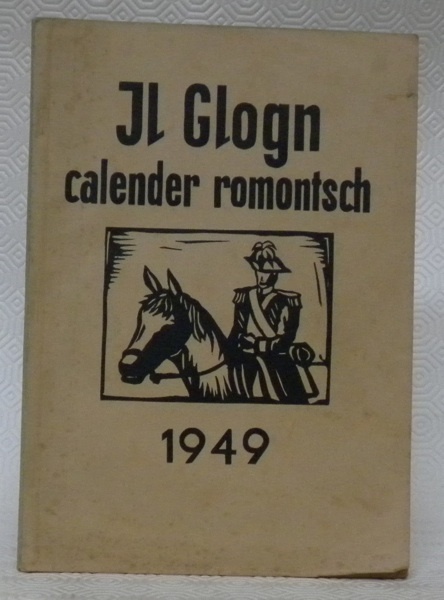 Il Glogn
calender romontsch
1949